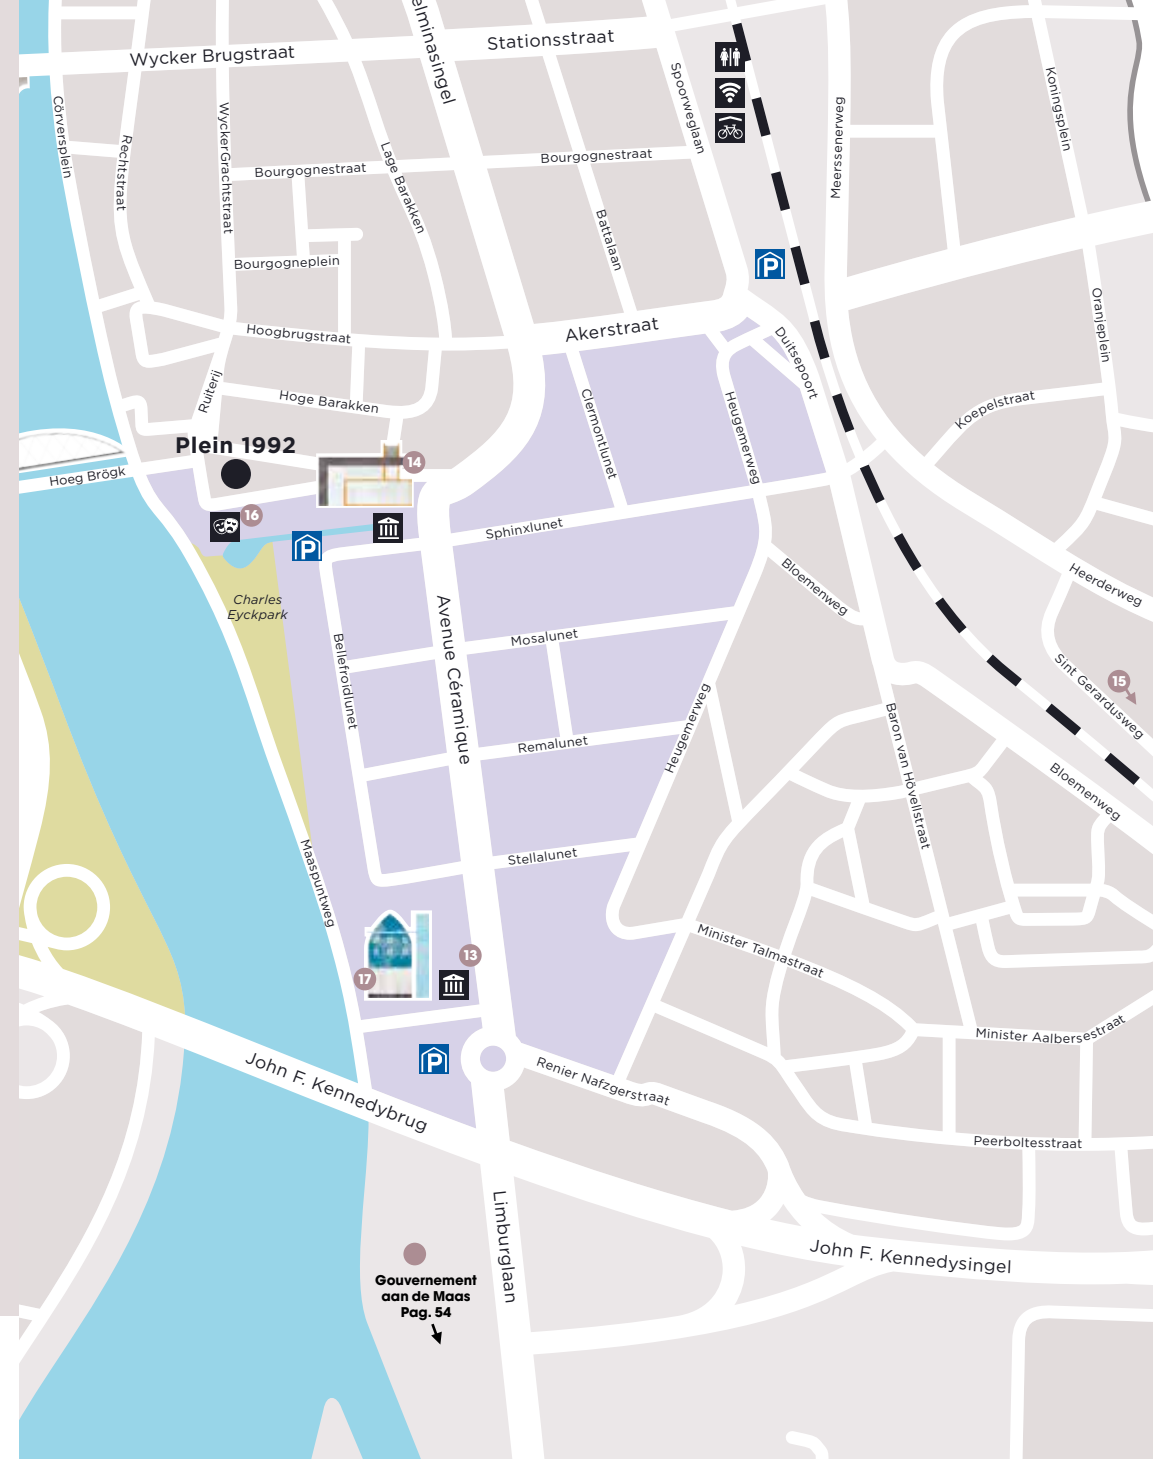 Wycker Brugstraat
Stationsstraat
elminasingel
Cörversplein
Rechtstraat
WyckerGrachtstraat
Lage Barakken
Spoorweglaan
Meerssenerweg
Koningsplein
Bourgognestraat
Bourgognestraat
Battalaan
Bourgogneplein
P
Hoogbrugstraat
Akerstraat
Duitsepoort
Oranjeplein
Ruiterij
Hoge Barakken
Clermontlunet
Heugemerweg
Koepelstraat
Plein 1992
14
Hoeg Brögk
16
Sphinxlunet
P
Charles
Eyckpark
Bloemenweg
Heerderweg
Mosalunet
Bellefroidlunet
Avenue Céramique
Sint Gerardusweg
15
Heugemerweg
Remalunet
Baron van Hövellstraat
Bloemenweg
Stellalunet
Maaspuntweg
Minister Talmastraat
13
17
Minister Aalbersestraat
P
Renier Nafzgerstraat
John F. Kennedybrug
Peerboltesstraat
Limburglaan
John F. Kennedysingel
Gouvernement
aan de Maas
Pag. 54